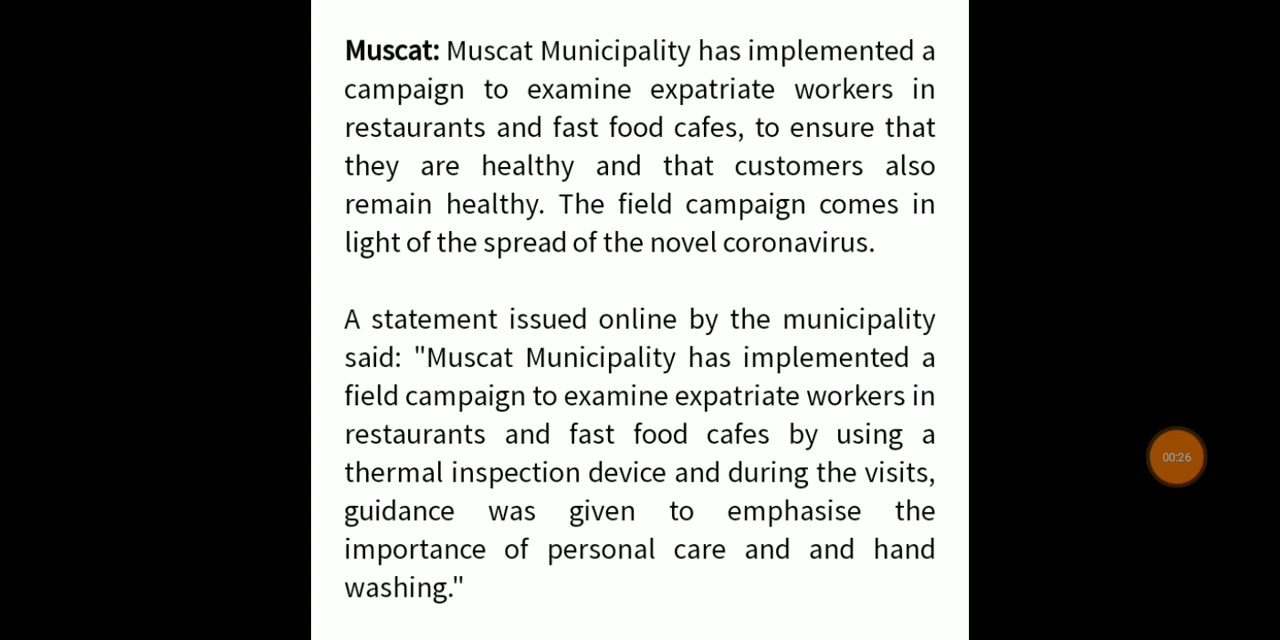 Muscat: Muscat Municipality has implemented a
campaign to examine expatriate workers in
restaurants and fast food cafes, to ensure that
they are healthy and that customers also
remain healthy. The field campaign comes in
light of the spread of the novel coronavirus.
A statement issued online by the municipality
said: "Muscat Municipality has implemented a
field campaign to examine expatriate workers in
restaurants and fast food cafes by using a
thermal inspection device and during the visits,
guidance was given to emphasise the
importance of personal care and and hand
washing."
00:26